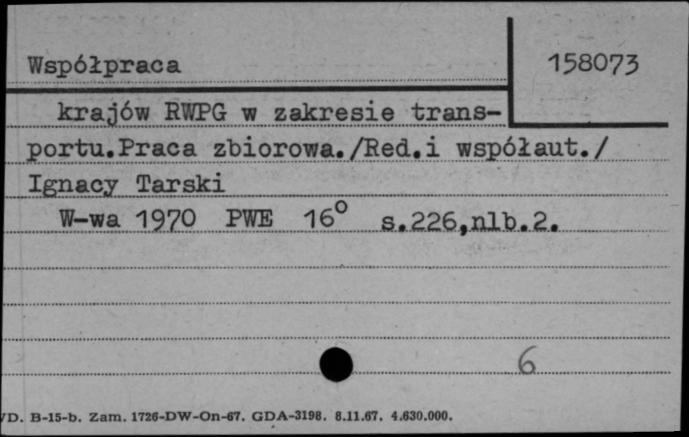 Współpraca 158073
krajów RWPG w zakresie trans-
portu.Praca zbiorowa./Red.i współaut./
Ignacy Tarski
W-wa 1970 PWE 16° s.226,nlb.2.
6
D. B-15-b. Zam. 1726-DW-On-67. GDA-3198. 8.11.67. 4.630.000.